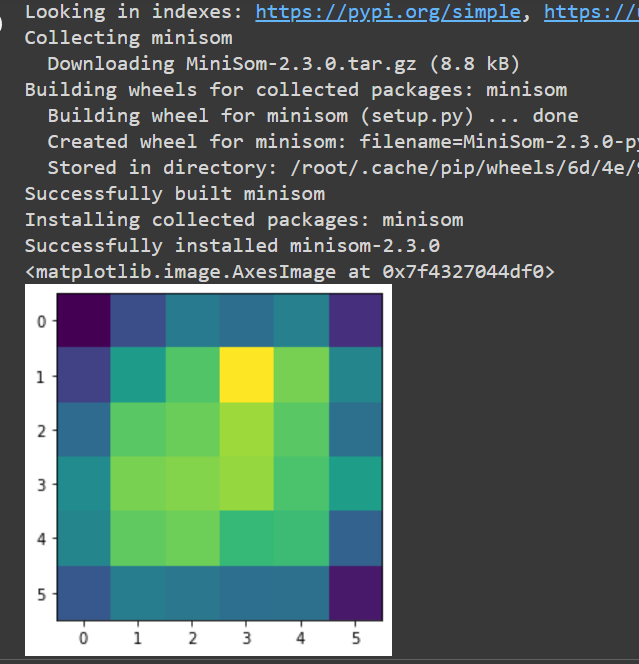 Looking in indexes: https://pypi.org/simple, https://
Collecting minisom
Downloading MiniSom-2.3.0.tar.gz (8.8 kB)
Building wheels for collected packages: minisom
Building wheel for minisom (setup.py) ... done
Created wheel for minisom: filename=MiniSom-2.3.0-py
Stored in directory: /root/.cache/pip/wheels/6d/4e/
Successfully built minisom
Installing collected packages: minisom
Successfully installed minisom-2.3.0
<matplotlib.image.AxesImage at 0x7f4327044df0>
0
1
2
3
4
5
0 1 2 3 4 5